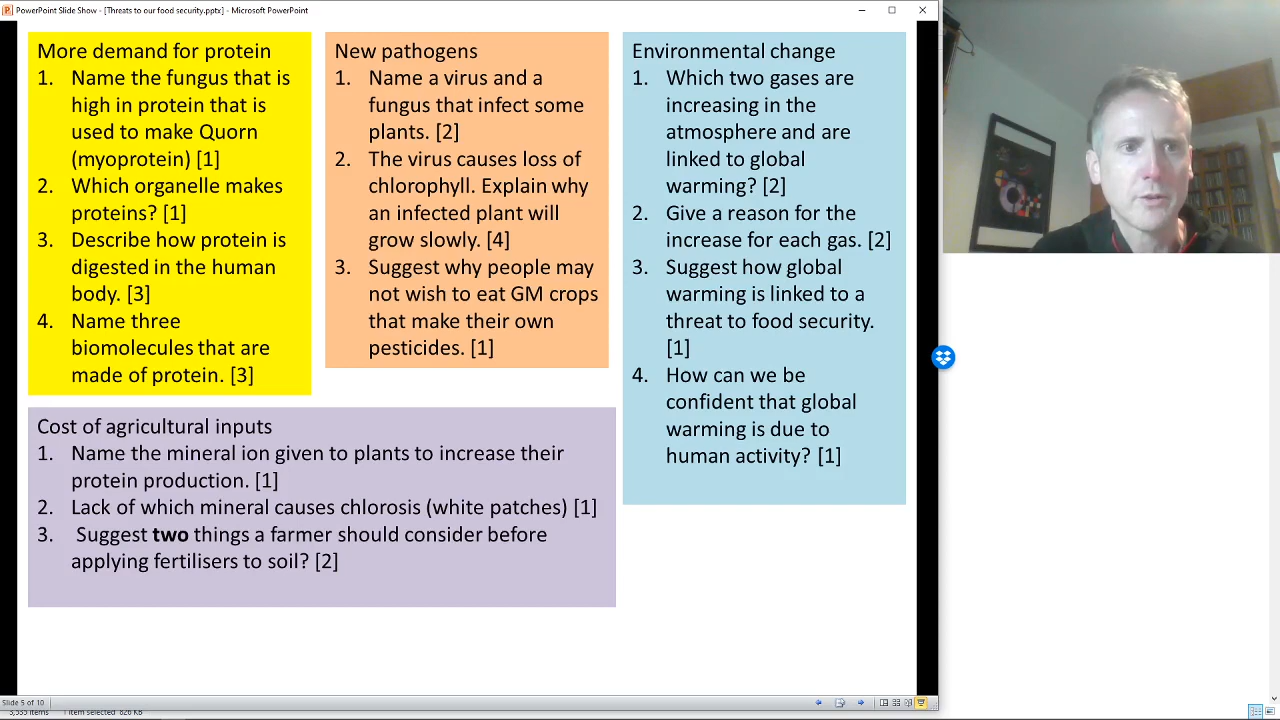 PowerPoint Slide Show - [Threats to our food security.pptx] - Microsoft PowerPoint
More demand for protein
1. Name the fungus that is
high in protein that is
used to make Quorn
(myoprotein) [1]
2. Which organelle makes
proteins? [1]
3. Describe how protein is
digested in the human
body. [3]
4. Name three
biomolecules that are
made of protein. [3]
New pathogens
1. Name a virus and a
fungus that infect some
plants. [2]
2. The virus causes loss of
chlorophyll. Explain why
an infected plant will
grow slowly. [4]
3. Suggest why people may
not wish to eat GM crops
that make their own
pesticides. [1]
Environmental change
1. Which two gases are
increasing in the
atmosphere and are
linked to global
warming? [2]
2. Give a reason for the
increase for each gas. [2]
3. Suggest how global
warming is linked to a
threat to food security.
[1]
4. How can we be
confident that global
warming is due to
human activity? [1]
Cost of agricultural inputs
1. Name the mineral ion given to plants to increase their
protein production. [1]
2. Lack of which mineral causes chlorosis (white patches) [1]
3. Suggest two things a farmer should consider before
applying fertilisers to soil? [2]
Slide 5 of 10
1 item selected 626 KB